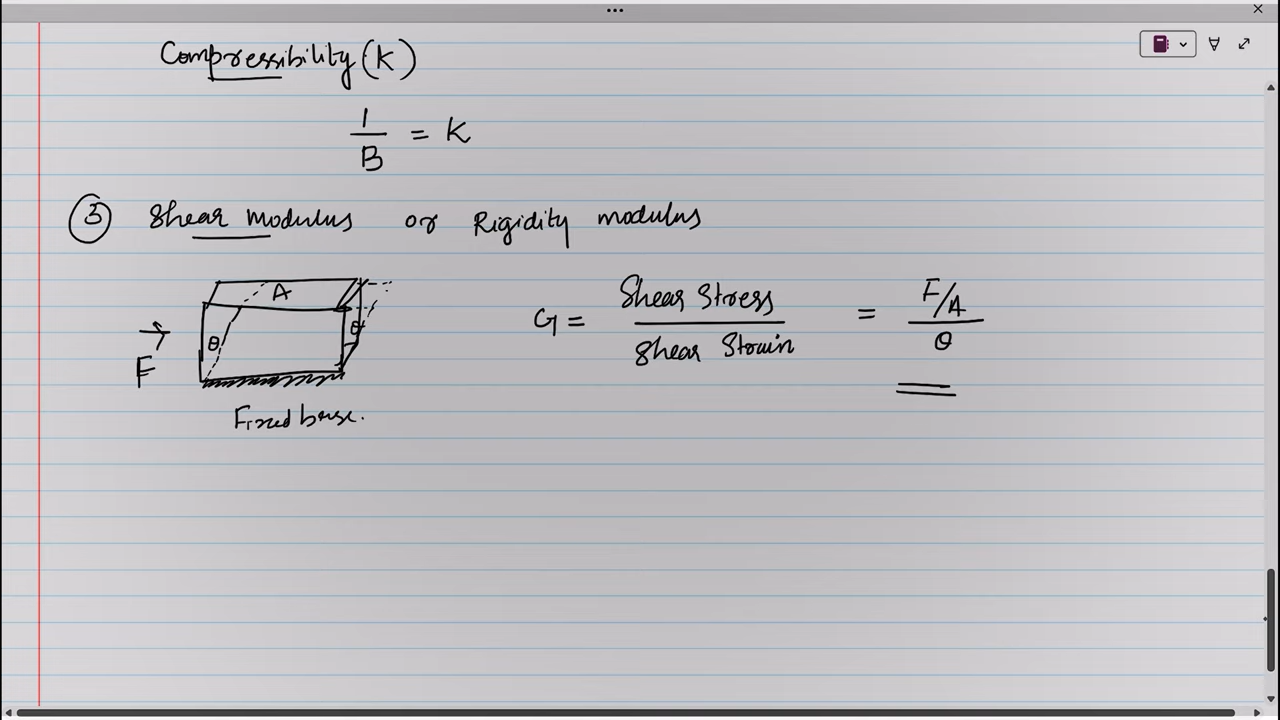 Compressibility (K)
1/B = K
3 Shear modulus or Rigidity modulus
A
θ θ
F
G = Shear Stress / Shear Strain = F/A / θ
Fixed base.